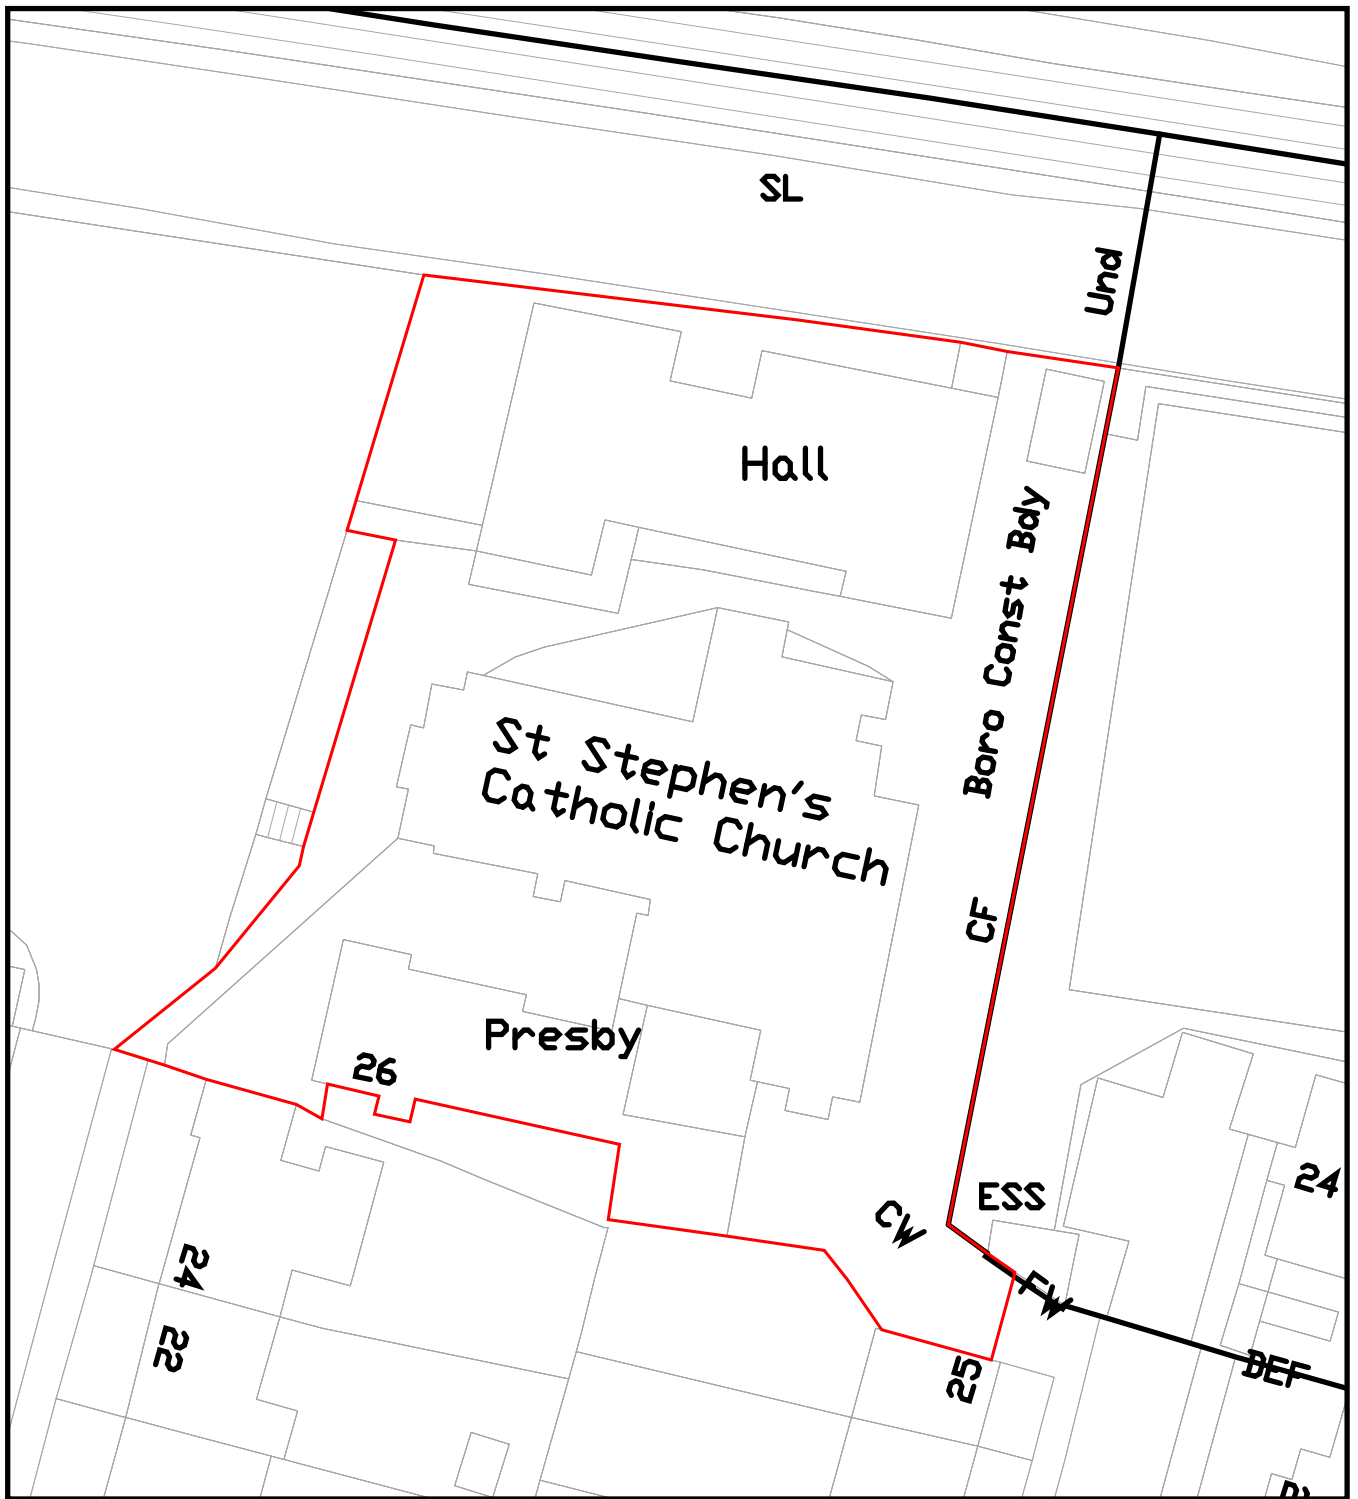 SL
Und
Hall
Boro Const Bdy
St Stephen's
Catholic Church
CF
Presby
26
ESS
24
CW
24
FW
22
DEF
25